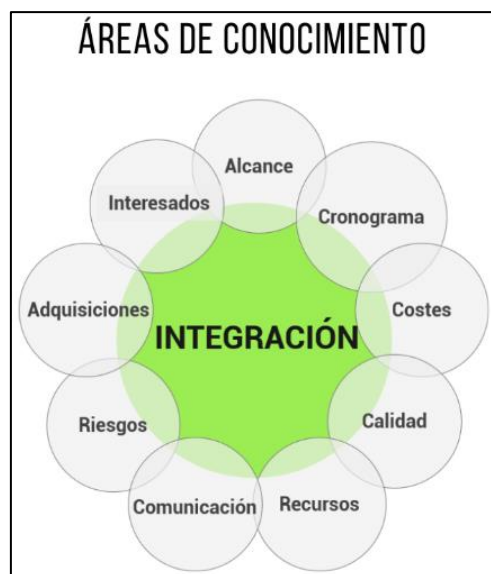 ÁREAS DE CONOCIMIENTO
Alcance
Interesados
Cronograma
Adquisiciones
Costes
INTEGRACIÓN
Riesgos
Calidad
Comunicación
Recursos